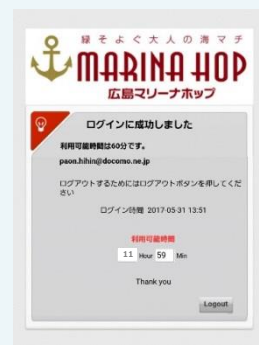 緑そよぐ大人の海マチ
MARINA HOP
広島マリーナホップ
ログインに成功しました
利用可能時間は60分です。
paon.hihin@docomo.ne.jp
ログアウトするためにはログアウトボタンを押してくだ
さい
ログイン時間 2017-05-31 13:51
利用可能時間
11 Hour 59 Min
Thank you
Logout